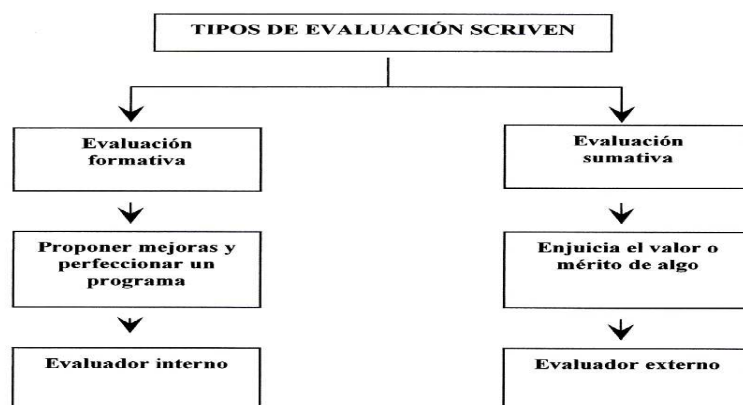 TIPOS DE EVALUACIÓN SCRIVEN
Evaluación
formativa
Evaluación
sumativa
Proponer mejoras y
perfeccionar un
programa
Enjuicia el valor o
mérito de algo
Evaluador interno
Evaluador externo